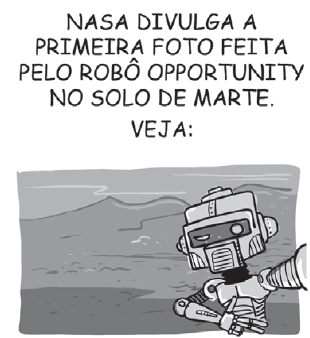 NASA DIVULGA A
PRIMEIRA FOTO FEITA
PELO ROBÔ OPPORTUNITY
NO SOLO DE MARTE.
VEJA: